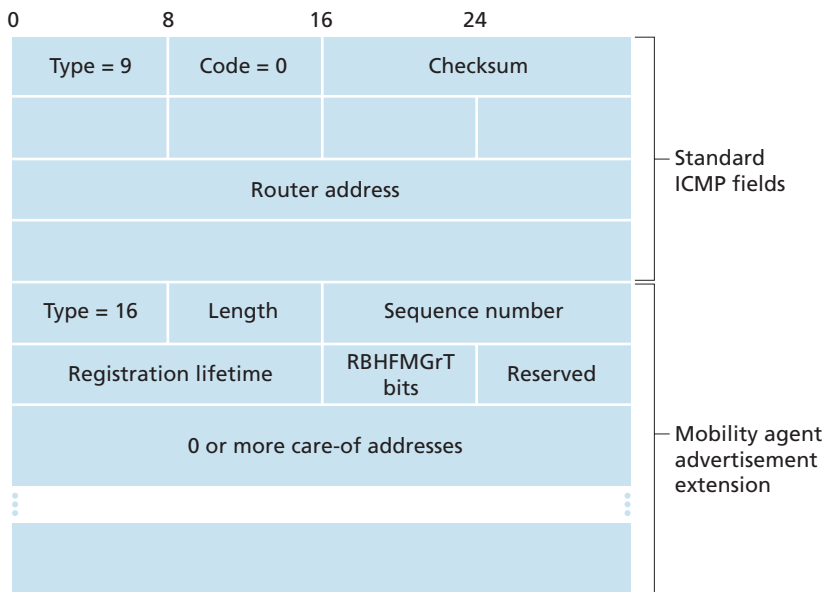 0 8 16 24
Type = 9 Code = 0 Checksum
Router address
Standard
ICMP fields
Type = 16 Length Sequence number
Registration lifetime RBHFMGrT
bits Reserved
0 or more care-of addresses
Mobility agent
advertisement
extension